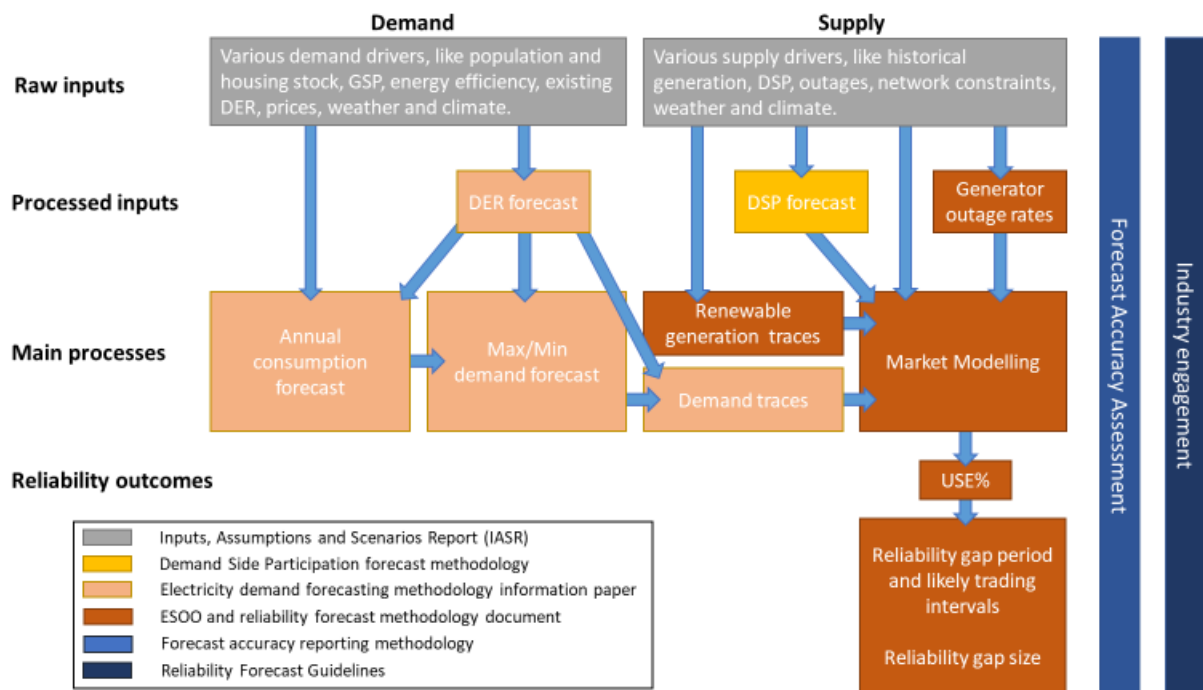 Demand
Supply
Raw inputs
Various demand drivers, like population and
housing stock, GSP, energy efficiency, existing
DER, prices, weather and climate.
Various supply drivers, like historical
generation, DSP, outages, network constraints,
weather and climate.
Processed inputs
DER forecast
DSP forecast
Generator
outage rates
Main processes
Annual
consumption
forecast
Max/Min
demand forecast
Renewable
generation traces
Demand traces
Market Modelling
Reliability outcomes
USE%
Reliability gap period
and likely trading
intervals
Reliability gap size
Forecast Accuracy Assessment
Industry engagement
Inputs, Assumptions and Scenarios Report (IASR)
Demand Side Participation forecast methodology
Electricity demand forecasting methodology information paper
ESOO and reliability forecast methodology document
Forecast accuracy reporting methodology
Reliability Forecast Guidelines